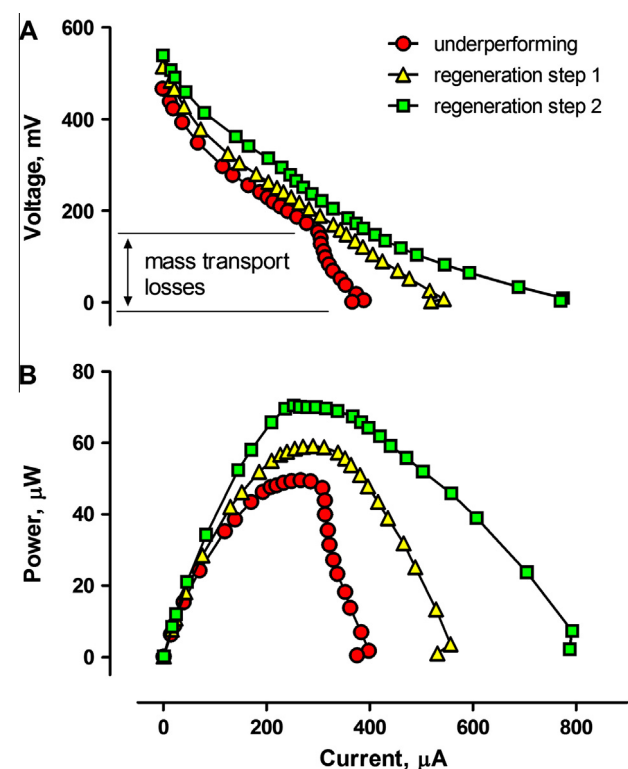 A
600
underperforming
regeneration step 1
regeneration step 2
400
Voltage, mV
200
mass transport
losses
0
B
80
60
Power, μW
40
20
0
0 200 400 600 800
Current, μA